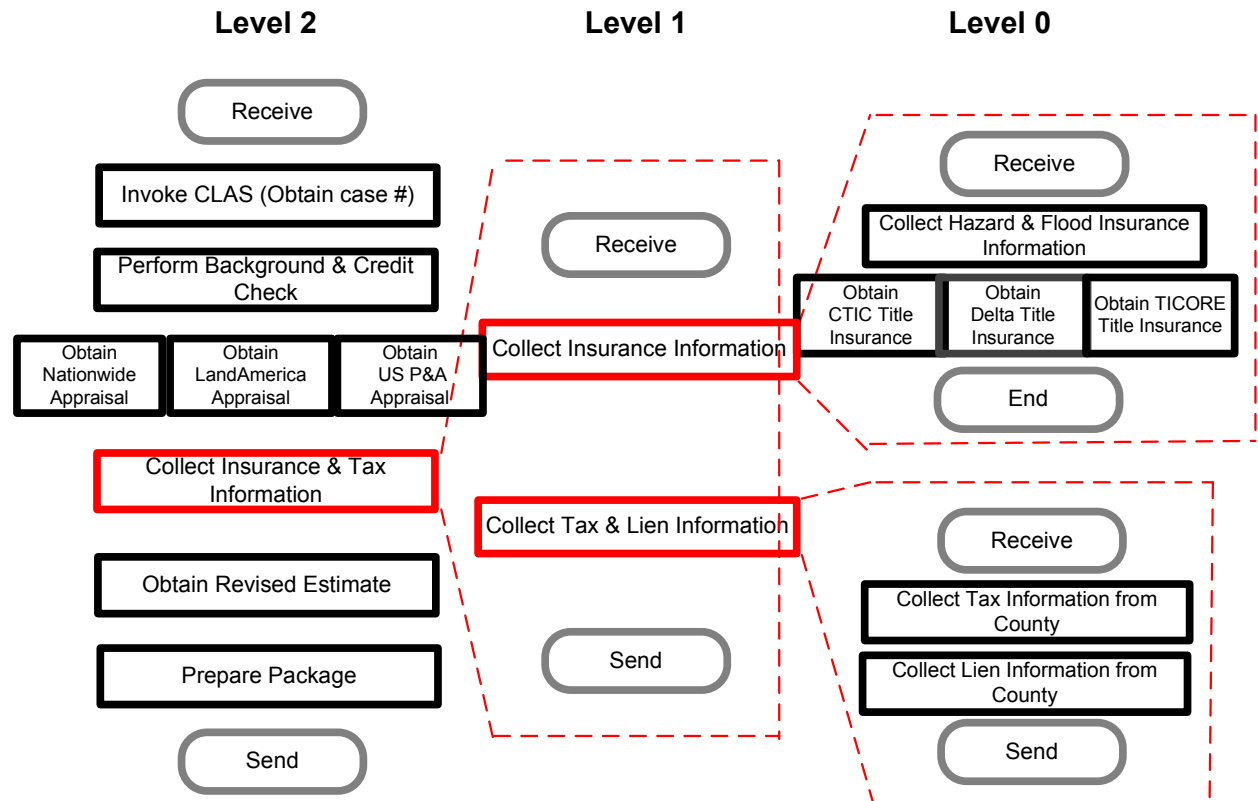 Level 2
Level 1
Level 0
Receive
Invoke CLAS (Obtain case #)
Perform Background & Credit
Check
Obtain
Nationwide
Appraisal
Obtain
LandAmerica
Appraisal
Obtain
US P&A
Appraisal
Collect Insurance & Tax
Information
Obtain Revised Estimate
Prepare Package
Send
Receive
Collect Insurance Information
Collect Tax & Lien Information
Send
Receive
Collect Hazard & Flood Insurance
Information
Obtain
CTIC Title
Insurance
Obtain
Delta Title
Insurance
Obtain TICORE
Title Insurance
End
Receive
Collect Tax Information from
County
Collect Lien Information from
County
Send